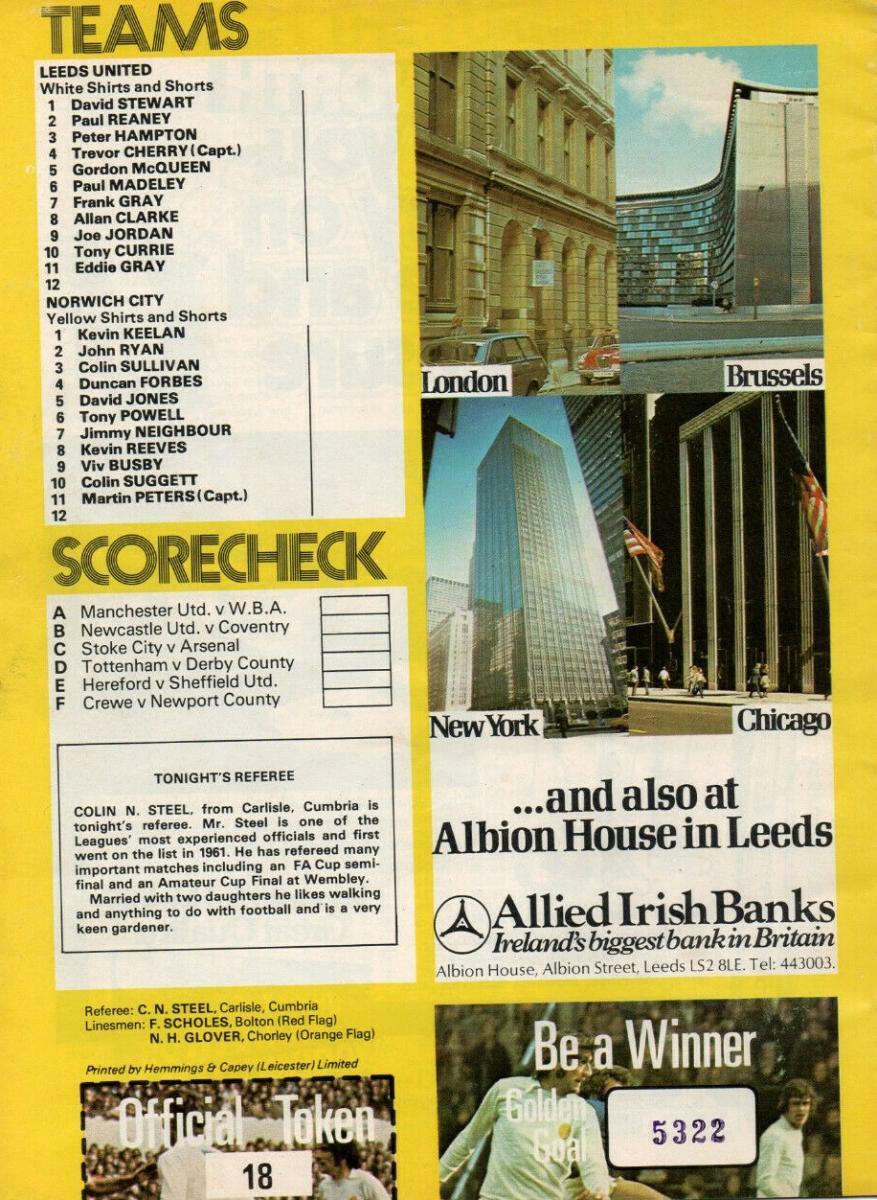 TEAMS
LEEDS UNITED
White Shirts and Shorts
1 David STEWART
2 Paul REANEY
3 Peter HAMPTON
4 Trevor CHERRY (Capt.)
5 Gordon McQUEEN
6 Paul MADELEY
7 Frank GRAY
8 Allan CLARKE
9 Joe JORDAN
10 Tony CURRIE
11 Eddie GRAY
12
NORWICH CITY
Yellow Shirts and Shorts
1 Kevin KEELAN
2 John RYAN
3 Colin SULLIVAN
4 Duncan FORBES
5 David JONES
6 Tony POWELL
7 Jimmy NEIGHBOUR
8 Kevin REEVES
9 Viv BUSBY
10 Colin SUGGETT
11 Martin PETERS (Capt.)
12
SCORECHECK
A Manchester Utd. v W.B.A.
B Newcastle Utd. v Coventry
C Stoke City v Arsenal
D Tottenham v Derby County
E Hereford v Sheffield Utd.
F Crewe v Newport County
TONIGHT'S REFEREE
COLIN N. STEEL, from Carlisle, Cumbria is
tonight's referee. Mr. Steel is one of the
Leagues' most experienced officials and first
went on the list in 1961. He has refereed many
important matches including an FA Cup semi-
final and an Amateur Cup Final at Wembley.
Married with two daughters he likes walking
and anything to do with football and is a very
keen gardener.
Referee: C. N. STEEL, Carlisle, Cumbria
Linesmen: F. SCHOLES, Bolton (Red Flag)
N. H. GLOVER, Chorley (Orange Flag)
Printed by Hemmings & Capey (Leicester) Limited
Official Token
18
London
Brussels
New York
Chicago
...and also at
Albion House in Leeds
Allied Irish Banks
Ireland's biggest bank in Britain
Albion House, Albion Street, Leeds LS2 8LE. Tel: 443003.
Be a Winner
Golden
Goal
5322